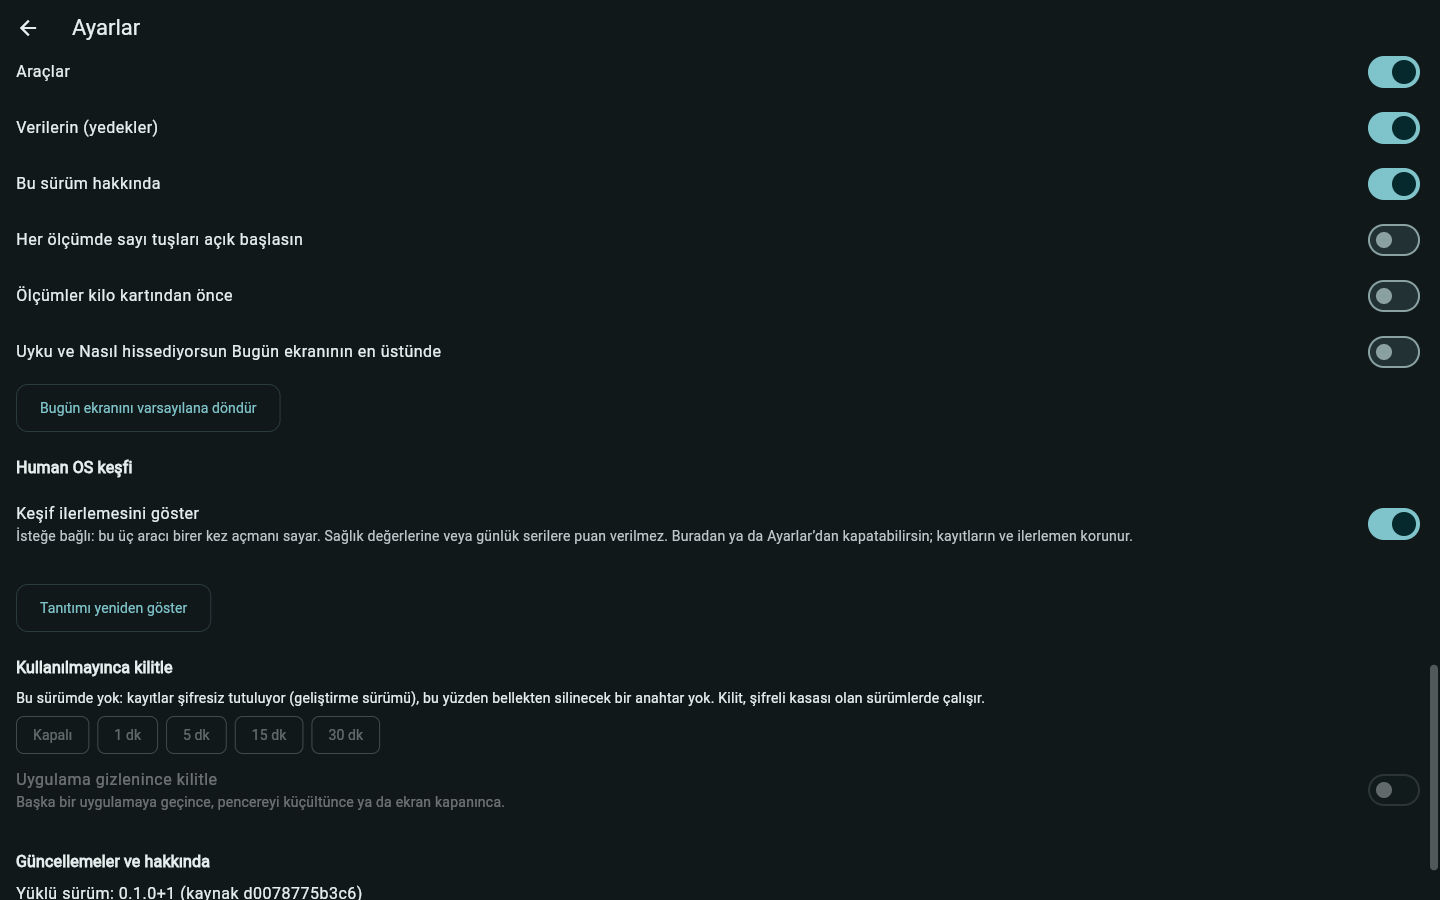 Ayarlar
Araçlar
Verilerin (yedekler)
Bu sürüm hakkında
Her ölçümde sayı tuşları açık başlasın
Ölçümler kilo kartından önce
Uyku ve Nasıl hissediyorsun Bugün ekranının en üstünde
Bugün ekranını varsayılana döndür
Human OS keşfi
Keşif ilerlemesini göster
İsteğe bağlı: bu üç aracı birer kez açmanı sayar. Sağlık değerlerine veya günlük serilere puan verilmez. Buradan ya da Ayarlar’dan kapatabilirsin; kayıtların ve ilerlemen korunur.
Tanıtımı yeniden göster
Kullanılmayınca kilitle
Bu sürümde yok: kayıtlar şifresiz tutuluyor (geliştirme sürümü), bu yüzden bellekten silinecek bir anahtar yok. Kilit, şifreli kasası olan sürümlerde çalışır.
Kapalı 1 dk 5 dk 15 dk 30 dk
Uygulama gizlenince kilitle
Başka bir uygulamaya geçince, pencereyi küçültünce ya da ekran kapanınca.
Güncellemeler ve hakkında
Yüklü sürüm: 0.1.0+1 (kaynak d0078775b3c6)